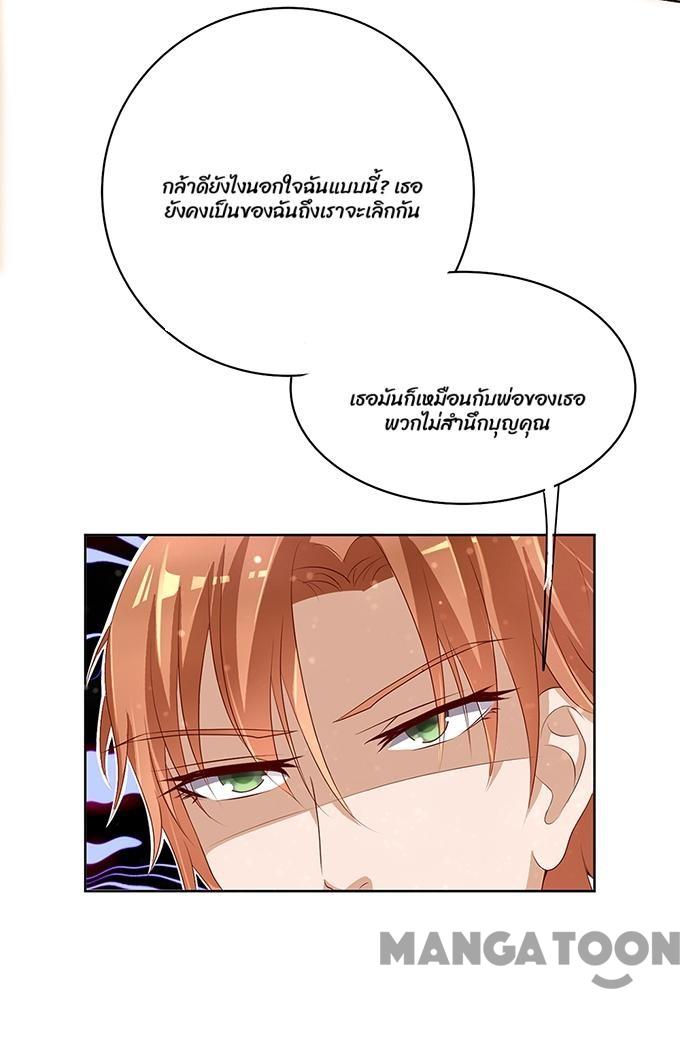 กล้าดียังไงนอกใจฉันแบบนี้? เธอ
ยังคงเป็นของฉันถึงเราจะเลิกกัน
เธอมันก็เหมือนกับพ่อของเธอ
พวกไม่สำนึกบุญคุณ
MANGATOON